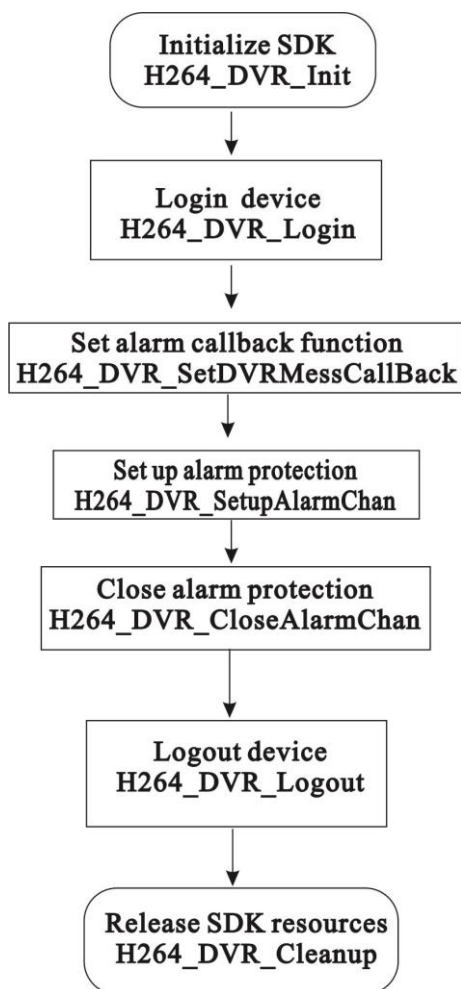 Initialize SDK
H264_DVR_Init
Login device
H264_DVR_Login
Set alarm callback function
H264_DVR_SetDVRMessCallBack
Set up alarm protection
H264_DVR_SetupAlarmChan
Close alarm protection
H264_DVR_CloseAlarmChan
Logout device
H264_DVR_Logout
Release SDK resources
H264_DVR_Cleanup